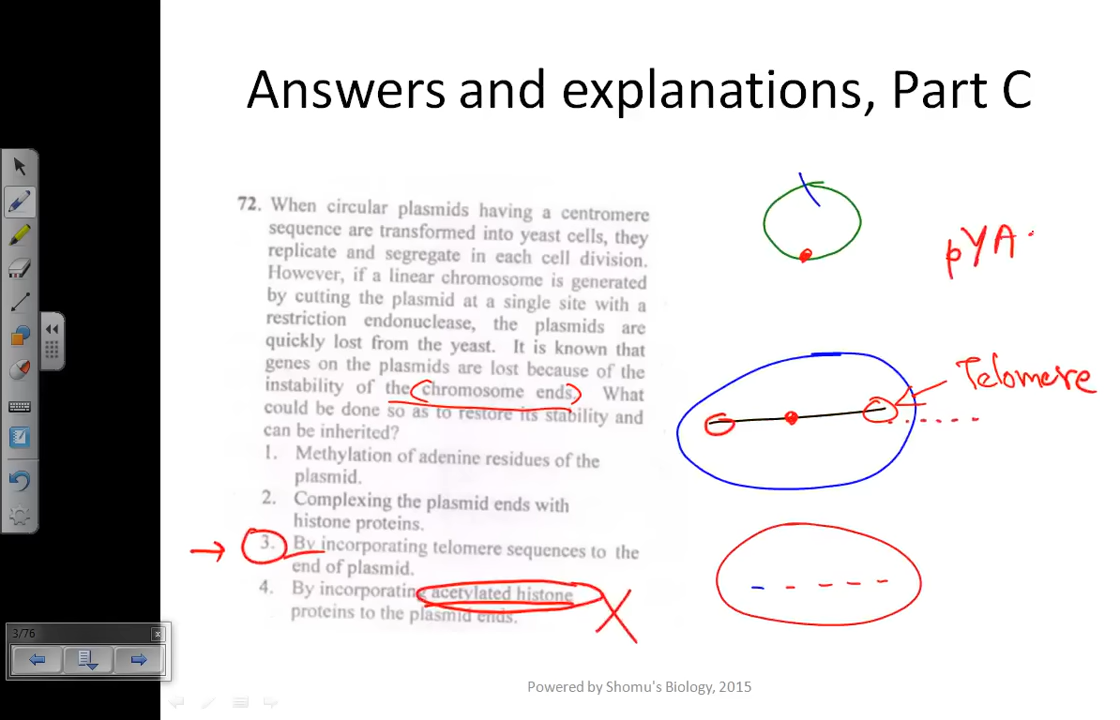 Answers and explanations, Part C
72. When circular plasmids having a centromere
sequence are transformed into yeast cells, they
replicate and segregate in each cell division.
However, if a linear chromosome is generated
by cutting the plasmid at a single site with a
restriction endonuclease, the plasmids are
quickly lost from the yeast. It is known that
genes on the plasmids are lost because of the
instability of the chromosome ends. What
could be done so as to restore its stability and
can be inherited?
1. Methylation of adenine residues of the
plasmid.
2. Complexing the plasmid ends with
histone proteins.
3. By incorporating telomere sequences to the
end of plasmid.
4. By incorporating acetylated histone
proteins to the plasmid ends.
pYA
Telomere
3/76
Powered by Shomu's Biology, 2015